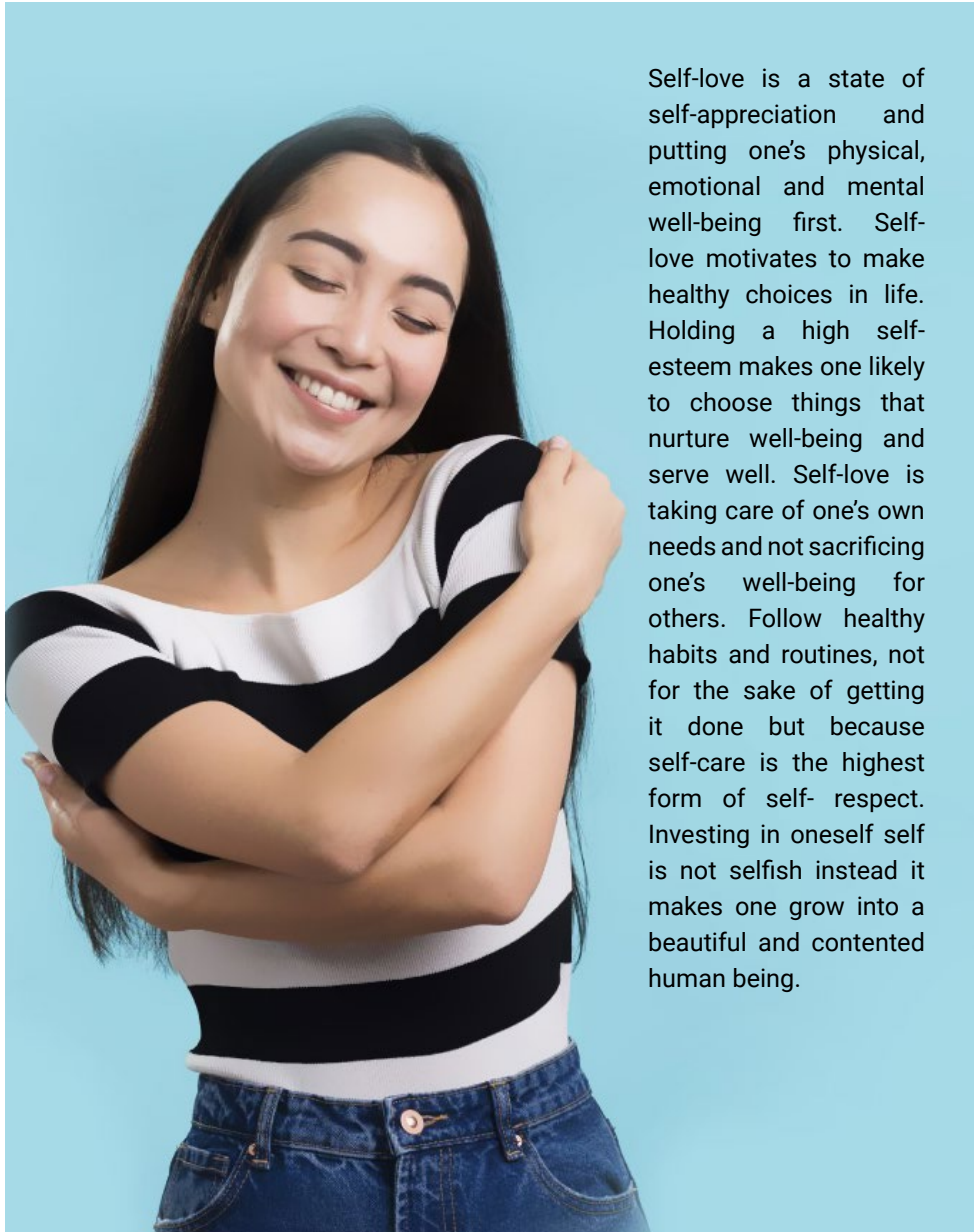 Self-love is a state of
self-appreciation and
putting one’s physical,
emotional and mental
well-being first. Self-
love motivates to make
healthy choices in life.
Holding a high self-
esteem makes one likely
to choose things that
nurture well-being and
serve well. Self-love is
taking care of one’s own
needs and not sacrificing
one’s well-being for
others. Follow healthy
habits and routines, not
for the sake of getting
it done but because
self-care is the highest
form of self- respect.
Investing in oneself self
is not selfish instead it
makes one grow into a
beautiful and contented
human being.